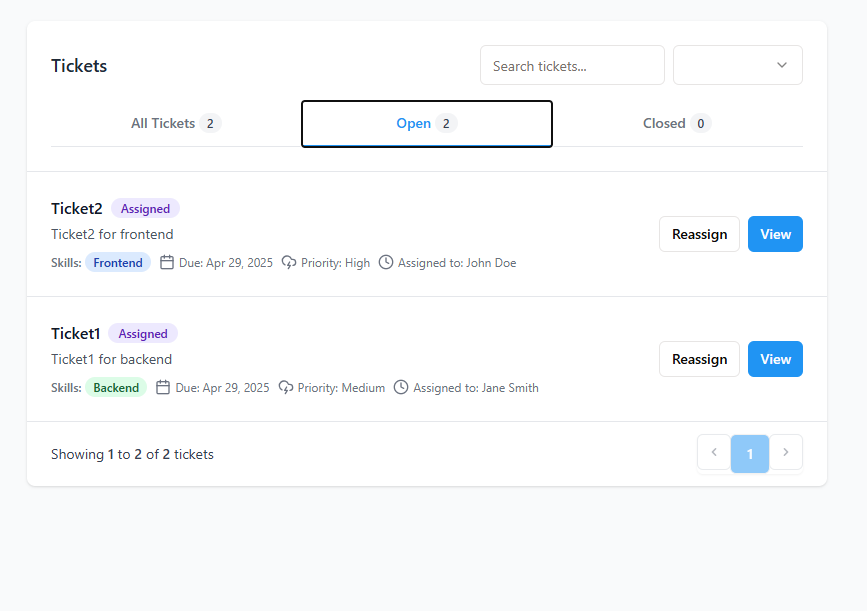 Tickets
Search tickets...
All Tickets 2
Open 2
Closed 0
Ticket2 Assigned
Ticket2 for frontend
Skills: Frontend Due: Apr 29, 2025 Priority: High Assigned to: John Doe
Reassign View
Ticket1 Assigned
Ticket1 for backend
Skills: Backend Due: Apr 29, 2025 Priority: Medium Assigned to: Jane Smith
Reassign View
Showing 1 to 2 of 2 tickets
1